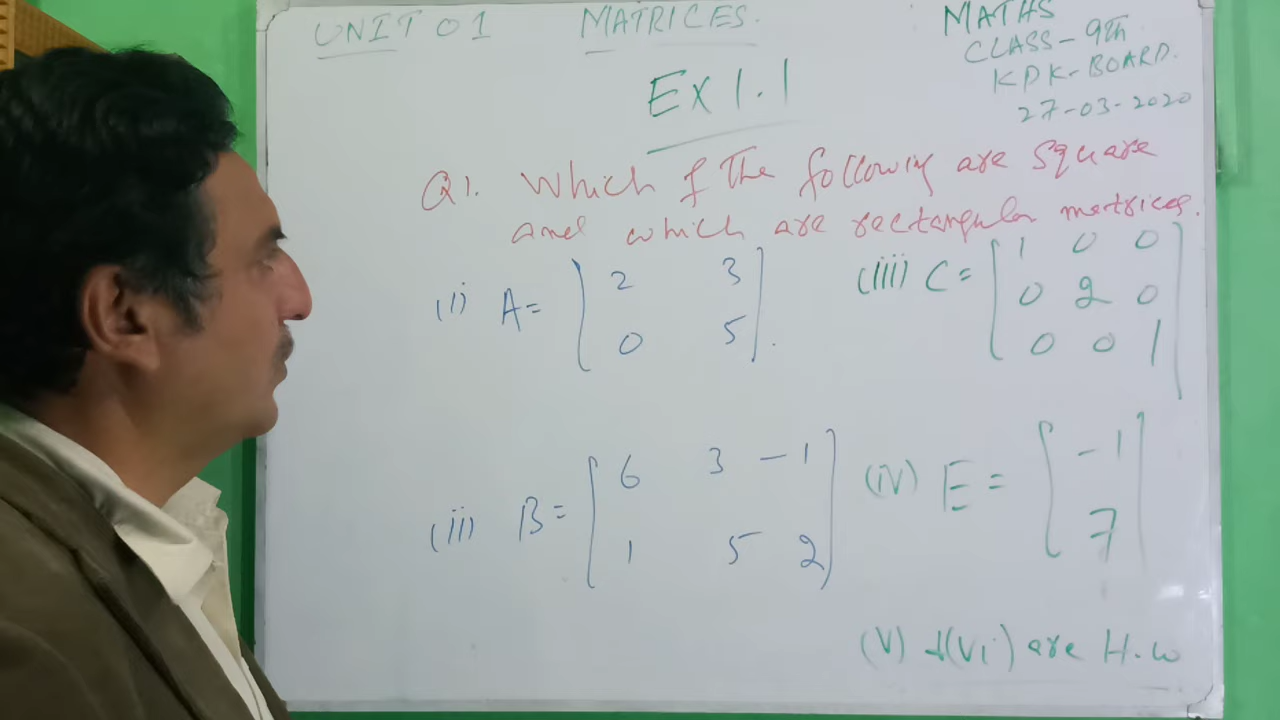 UNIT 01 MATRICES.
MATHS
CLASS-9th
KPK-BOARD.
27-03-2020
EX 1.1
Q1. Which of the following are square
and which are rectangular matrices.
(i) A= [ 2 3
0 5 ].
(iii) C= [ 1 0 0
0 2 0
0 0 1 ]
(ii) B= [ 6 3 -1
1 5 2 ]
(iv) E= [ -1
7 ]
(V) +(Vi) are H.w